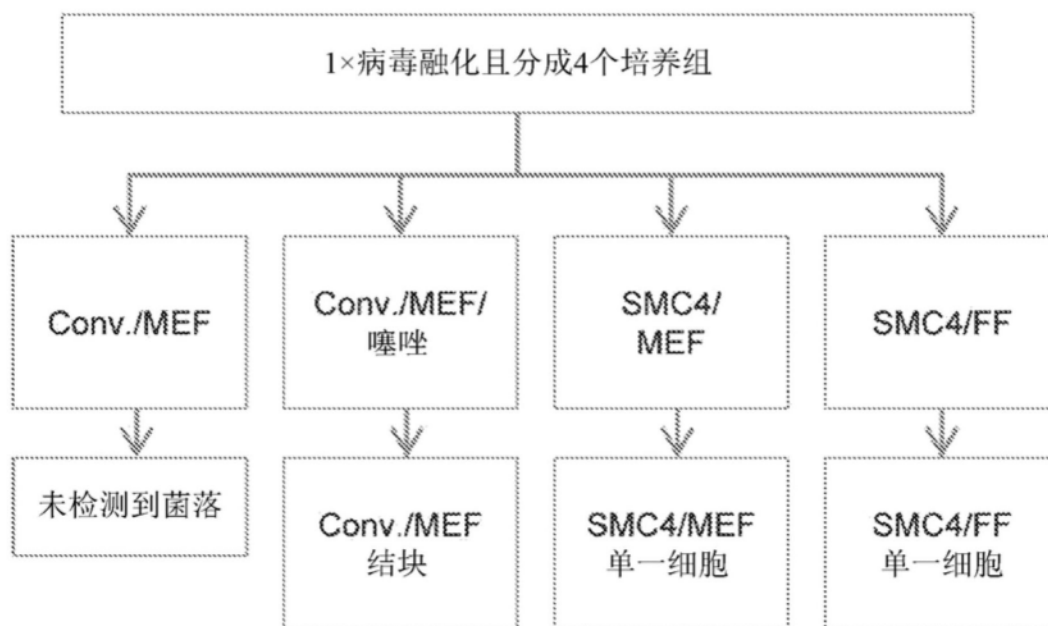 1×病毒融化且分成4个培养组
Conv./MEF
Conv./MEF/
噻唑
SMC4/
MEF
SMC4/FF
未检测到菌落
Conv./MEF
结块
SMC4/MEF
单一细胞
SMC4/FF
单一细胞